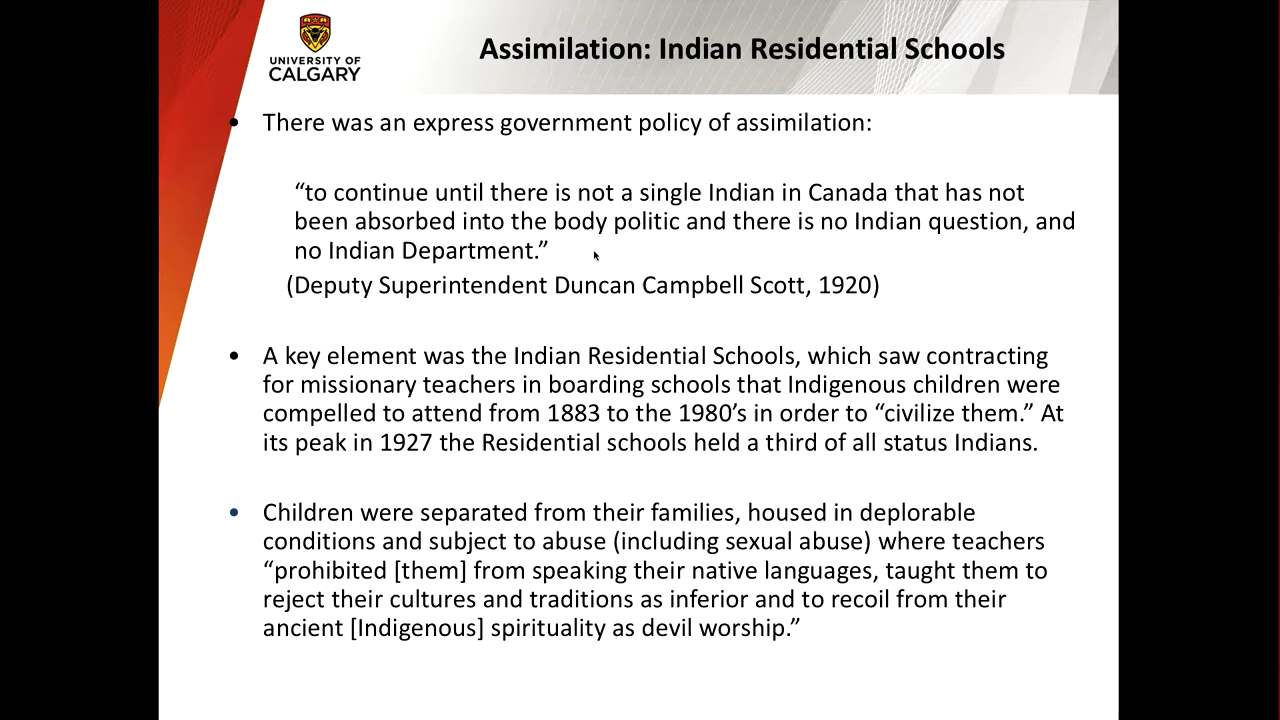 UNIVERSITY OF
CALGARY
Assimilation: Indian Residential Schools
• There was an express government policy of assimilation:
“to continue until there is not a single Indian in Canada that has not
been absorbed into the body politic and there is no Indian question, and
no Indian Department.”
(Deputy Superintendent Duncan Campbell Scott, 1920)
• A key element was the Indian Residential Schools, which saw contracting
for missionary teachers in boarding schools that Indigenous children were
compelled to attend from 1883 to the 1980’s in order to “civilize them.” At
its peak in 1927 the Residential schools held a third of all status Indians.
• Children were separated from their families, housed in deplorable
conditions and subject to abuse (including sexual abuse) where teachers
“prohibited [them] from speaking their native languages, taught them to
reject their cultures and traditions as inferior and to recoil from their
ancient [Indigenous] spirituality as devil worship.”